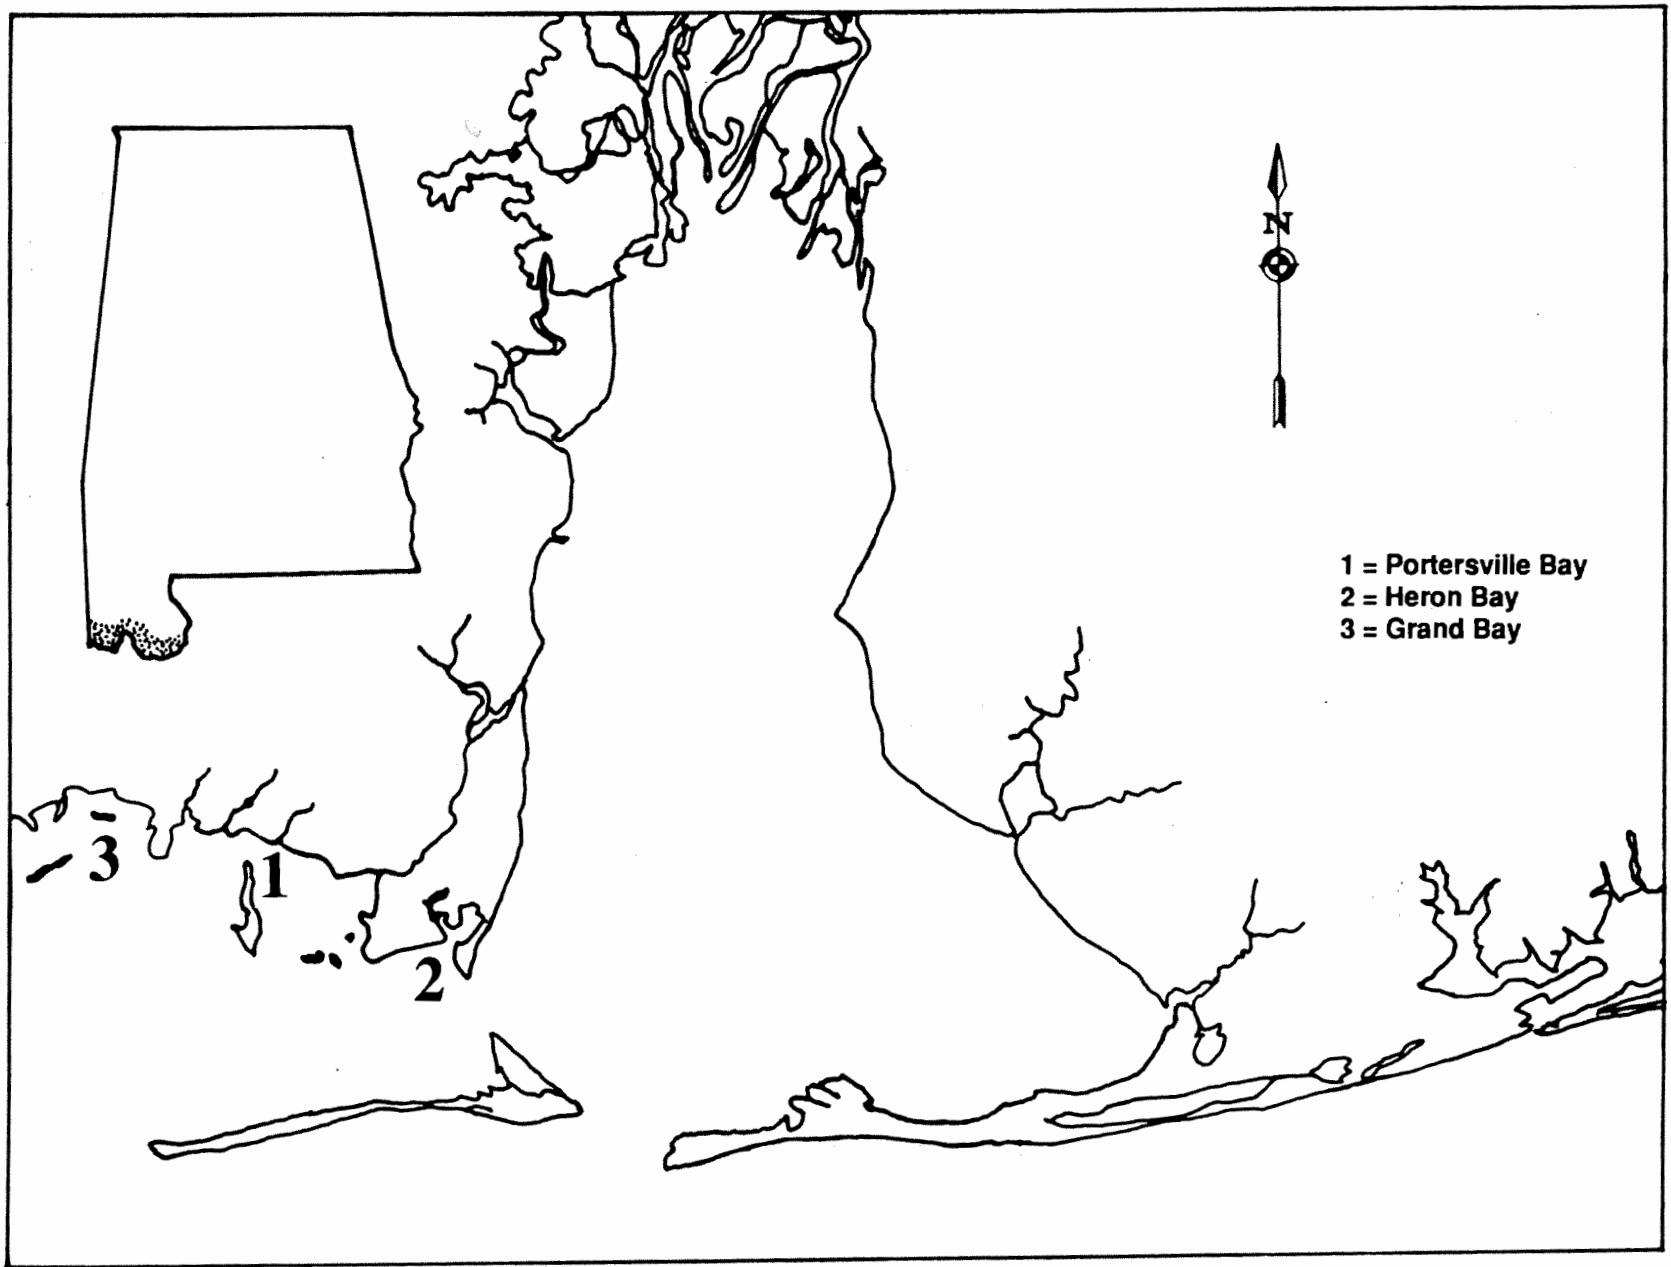 N
1 = Portersville Bay
2 = Heron Bay
3 = Grand Bay
3
1
2